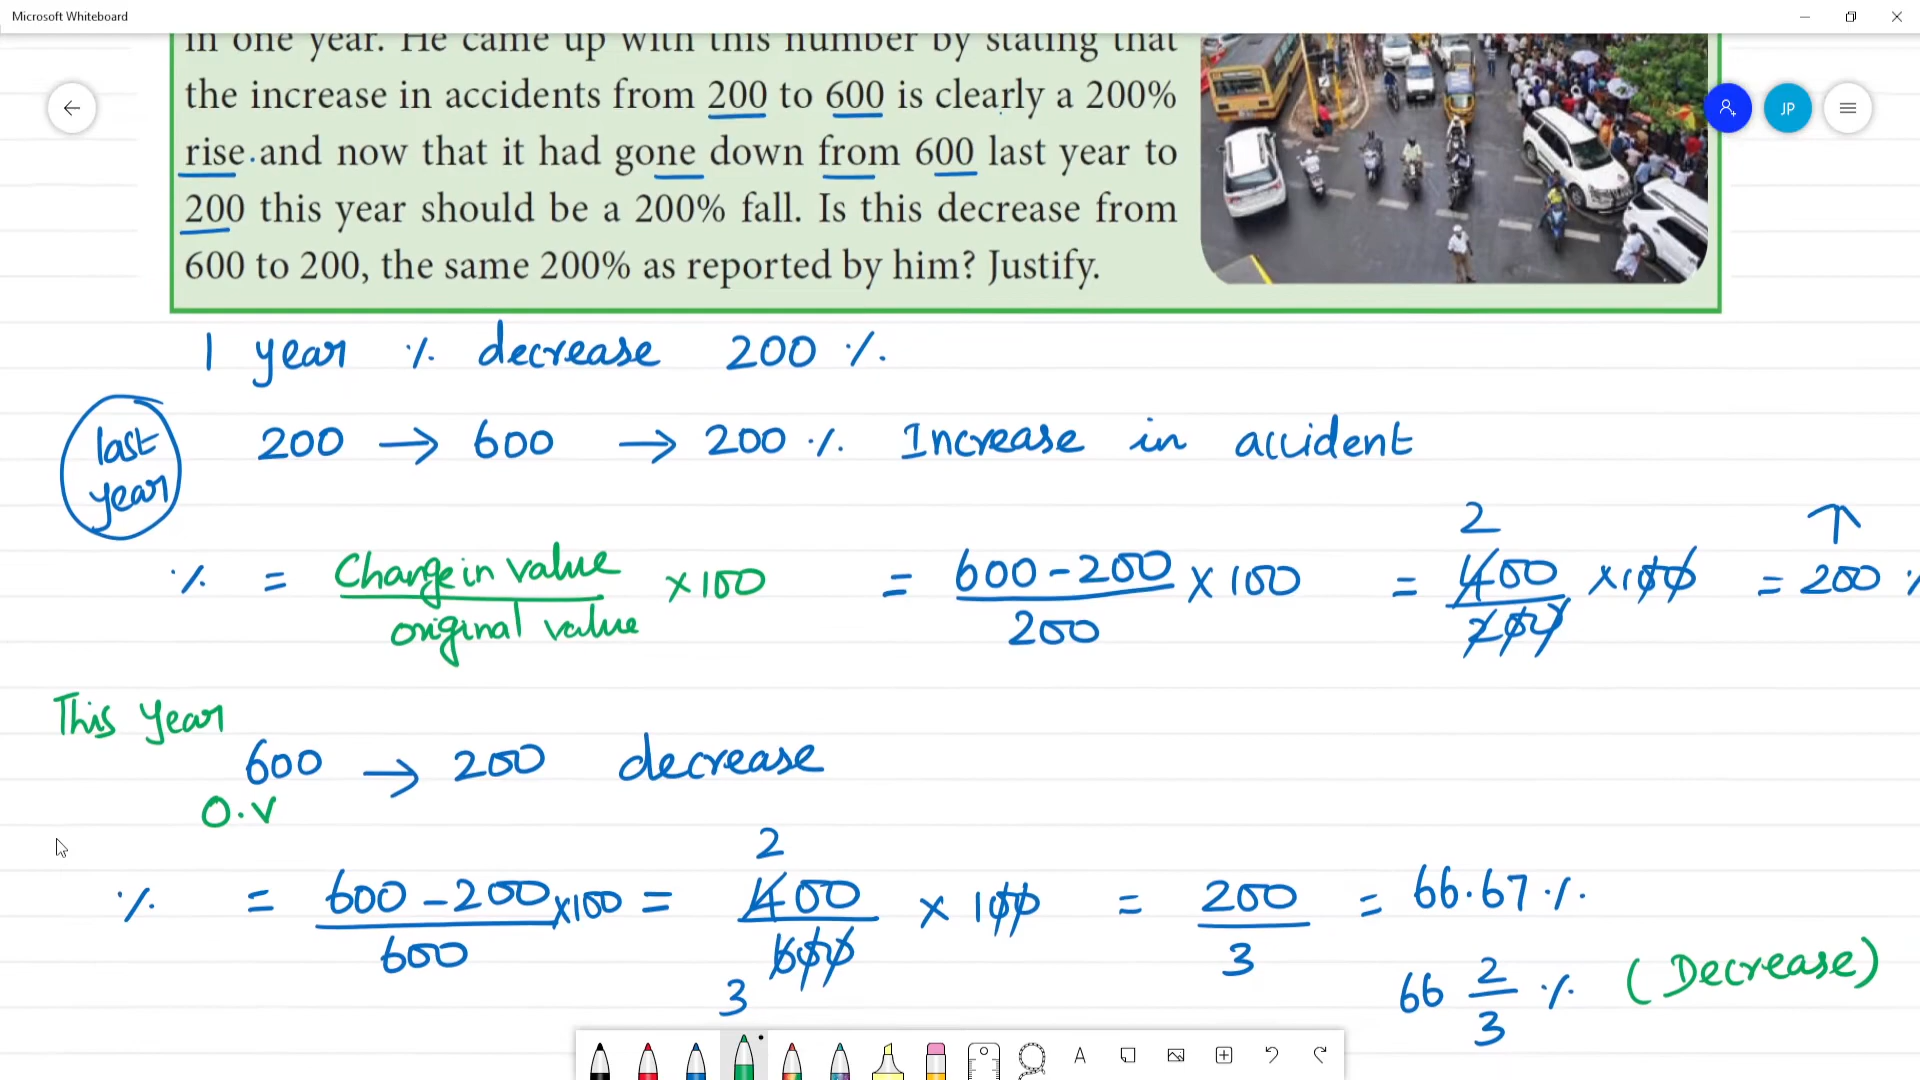 Microsoft Whiteboard
in one year. He came up with this number by stating that
the increase in accidents from 200 to 600 is clearly a 200%
rise and now that it had gone down from 600 last year to
200 this year should be a 200% fall. Is this decrease from
600 to 200, the same 200% as reported by him? Justify.
JP
1 year % decrease 200 %.
last year
200 → 600 → 200 %. Increase in accident
% = Change in value / original value × 100 = 600 - 200 / 200 × 100 = 2 400 / 200 × 100 = 200 % ↑
This year
600 → 200 decrease
O.V
% = 600 - 200 / 600 × 100 = 2 400 / 600 3 × 100 = 200 / 3 = 66.67 %.
66 2/3 %. (Decrease)
A